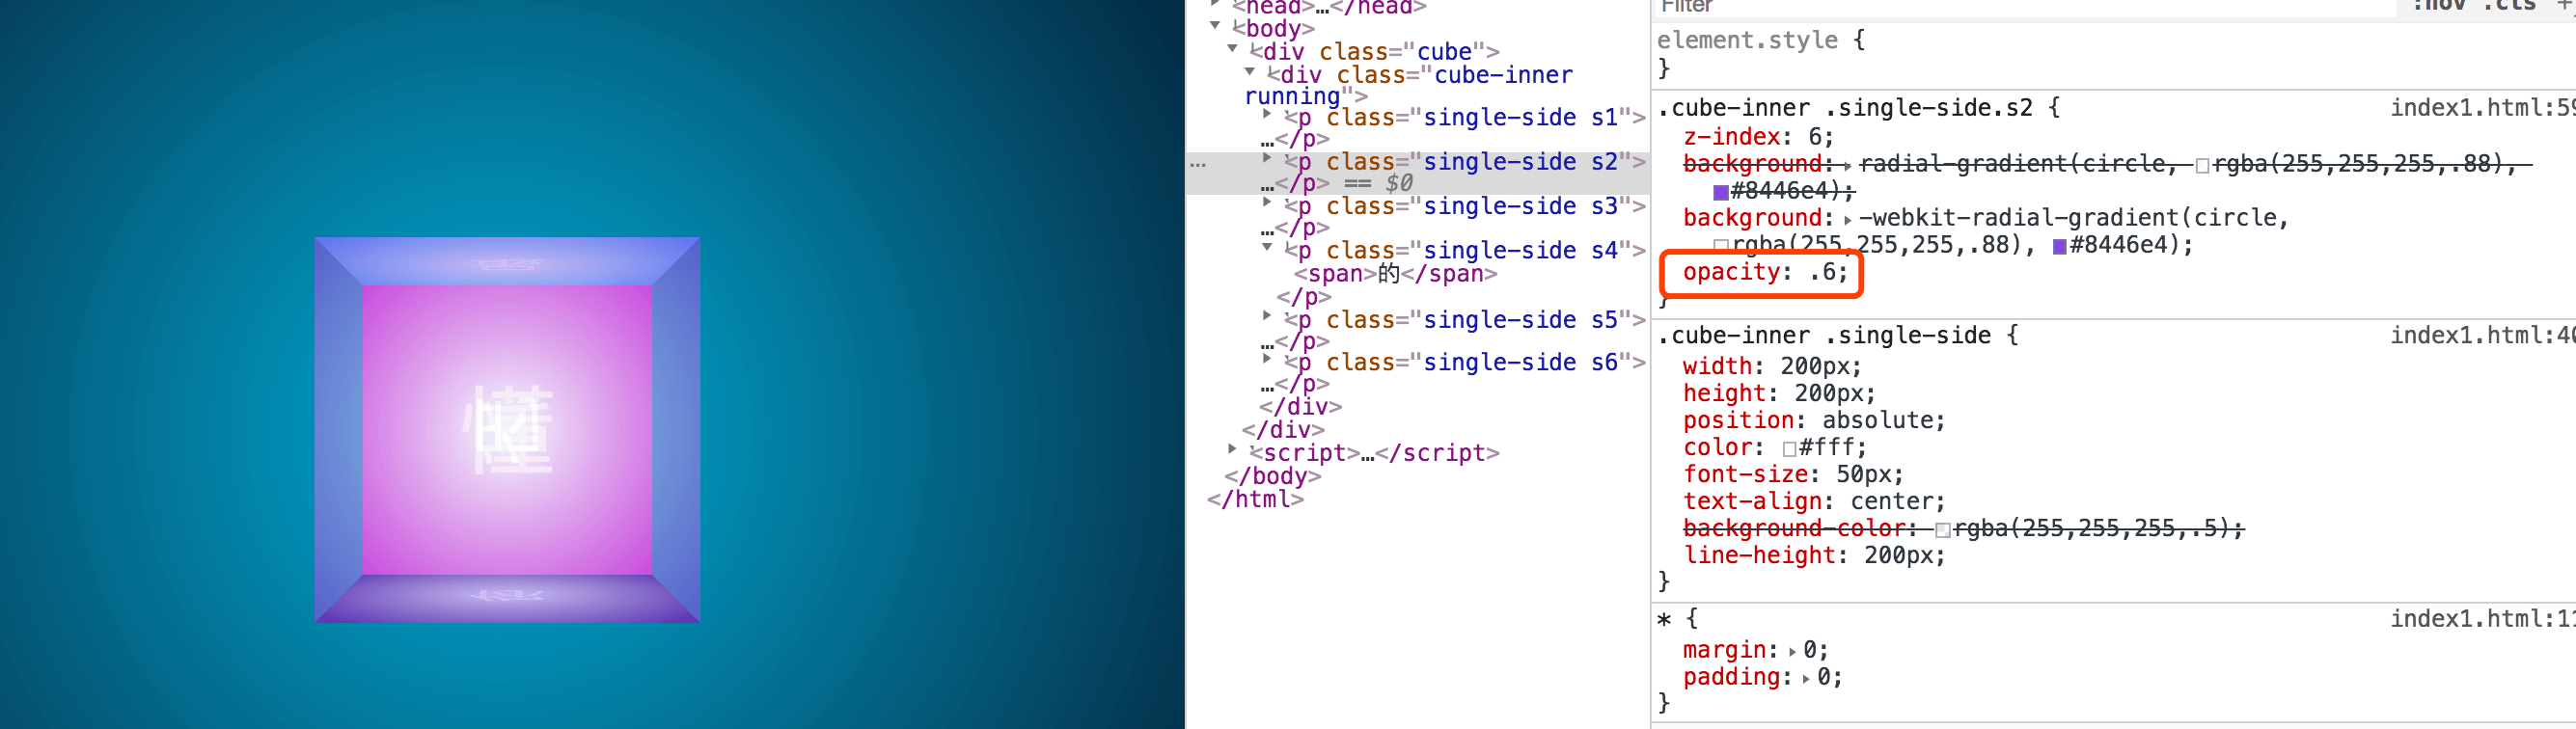 懂
<head>…</head>
<body>
<div class="cube">
<div class="cube-inner
running">
<p class="single-side s1">
…</p>
<p class="single-side s2">
…</p> == $0
<p class="single-side s3">
…</p>
<p class="single-side s4">
<span>的</span>
</p>
<p class="single-side s5">
…</p>
<p class="single-side s6">
…</p>
</div>
</div>
<script>…</script>
</body>
</html>
Filter
:hov .cls +
element.style {
}
.cube-inner .single-side.s2 {
index1.html:59
z-index: 6;
background: radial-gradient(circle, rgba(255,255,255,.88),
#8446e4);
background: -webkit-radial-gradient(circle,
rgba(255,255,255,.88), #8446e4);
opacity: .6;
}
.cube-inner .single-side {
index1.html:40
width: 200px;
height: 200px;
position: absolute;
color: #fff;
font-size: 50px;
text-align: center;
background-color: rgba(255,255,255,.5);
line-height: 200px;
}
* {
index1.html:11
margin: 0;
padding: 0;
}